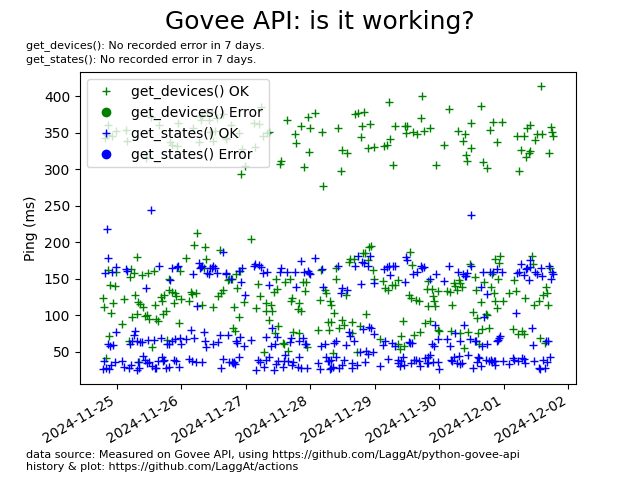 Govee API: is it working?
get_devices(): No recorded error in 7 days.
get_states(): No recorded error in 7 days.
get_devices() OK
get_devices() Error
get_states() OK
get_states() Error
Ping (ms)
400
350
300
250
200
150
100
50
2024-11-25
2024-11-26
2024-11-27
2024-11-28
2024-11-29
2024-11-30
2024-12-01
2024-12-02
data source: Measured on Govee API, using https://github.com/LaggAt/python-govee-api
history & plot: https://github.com/LaggAt/actions